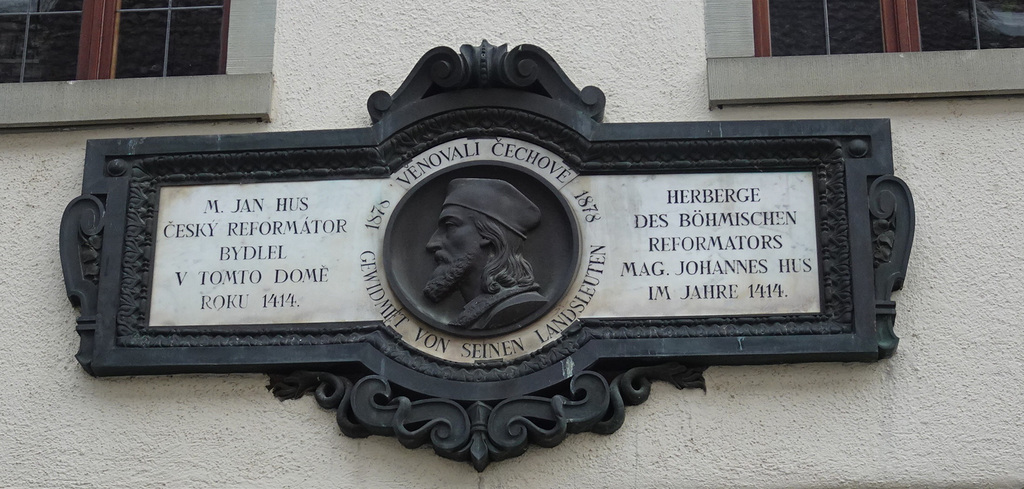 M. JAN HUS
ČESKÝ REFORMÁTOR
BYDLEL
V TOMTO DOMĚ
ROKU 1414.
VĚNOVALI ČECHOVÉ
1878
1878
GEWIDMET VON SEINEN LANDSLEUTEN
HERBERGE
DES BÖHMISCHEN
REFORMATORS
MAG. JOHANNES HUS
IM JAHRE 1414.